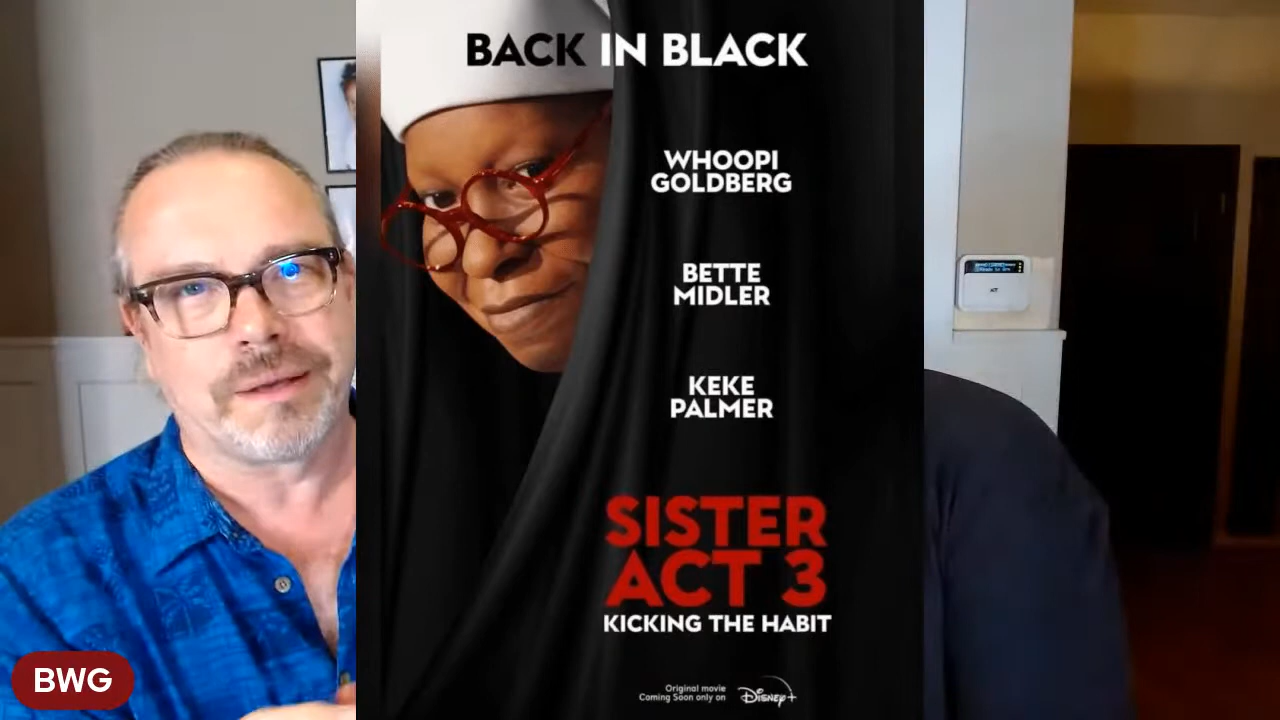 BACK IN BLACK
WHOOPI
GOLDBERG
BETTE
MIDLER
KEKE
PALMER
SISTER
ACT 3
KICKING THE HABIT
Original movie
Coming Soon only on
Disney+
BWG